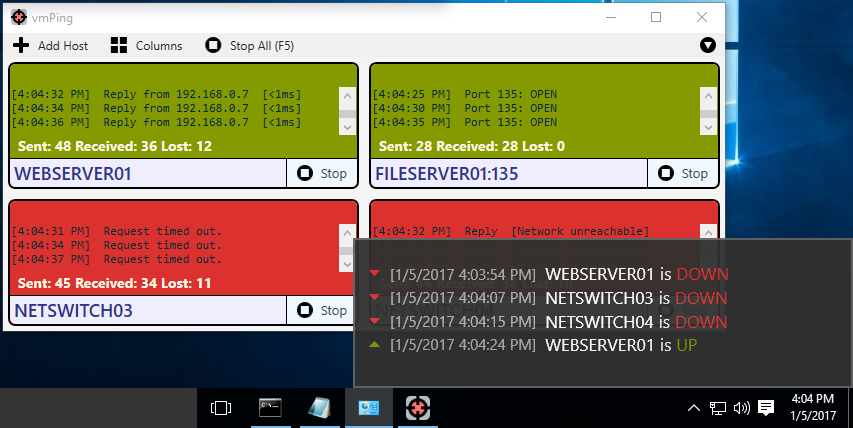 vmPing
Add Host Columns Stop All (F5)
[4:04:32 PM] Reply from 192.168.0.7 [<1ms]
[4:04:34 PM] Reply from 192.168.0.7 [<1ms]
[4:04:36 PM] Reply from 192.168.0.7 [<1ms]
Sent: 48 Received: 36 Lost: 12
WEBSERVER01 Stop
[4:04:25 PM] Port 135: OPEN
[4:04:30 PM] Port 135: OPEN
[4:04:35 PM] Port 135: OPEN
Sent: 28 Received: 28 Lost: 0
FILESERVER01:135 Stop
[4:04:31 PM] Request timed out.
[4:04:34 PM] Request timed out.
[4:04:37 PM] Request timed out.
Sent: 45 Received: 34 Lost: 11
NETSWITCH03 Stop
[4:04:32 PM] Reply [Network unreachable]
[1/5/2017 4:03:54 PM] WEBSERVER01 is DOWN
[1/5/2017 4:04:07 PM] NETSWITCH03 is DOWN
[1/5/2017 4:04:15 PM] NETSWITCH04 is DOWN
[1/5/2017 4:04:24 PM] WEBSERVER01 is UP
4:04 PM
1/5/2017